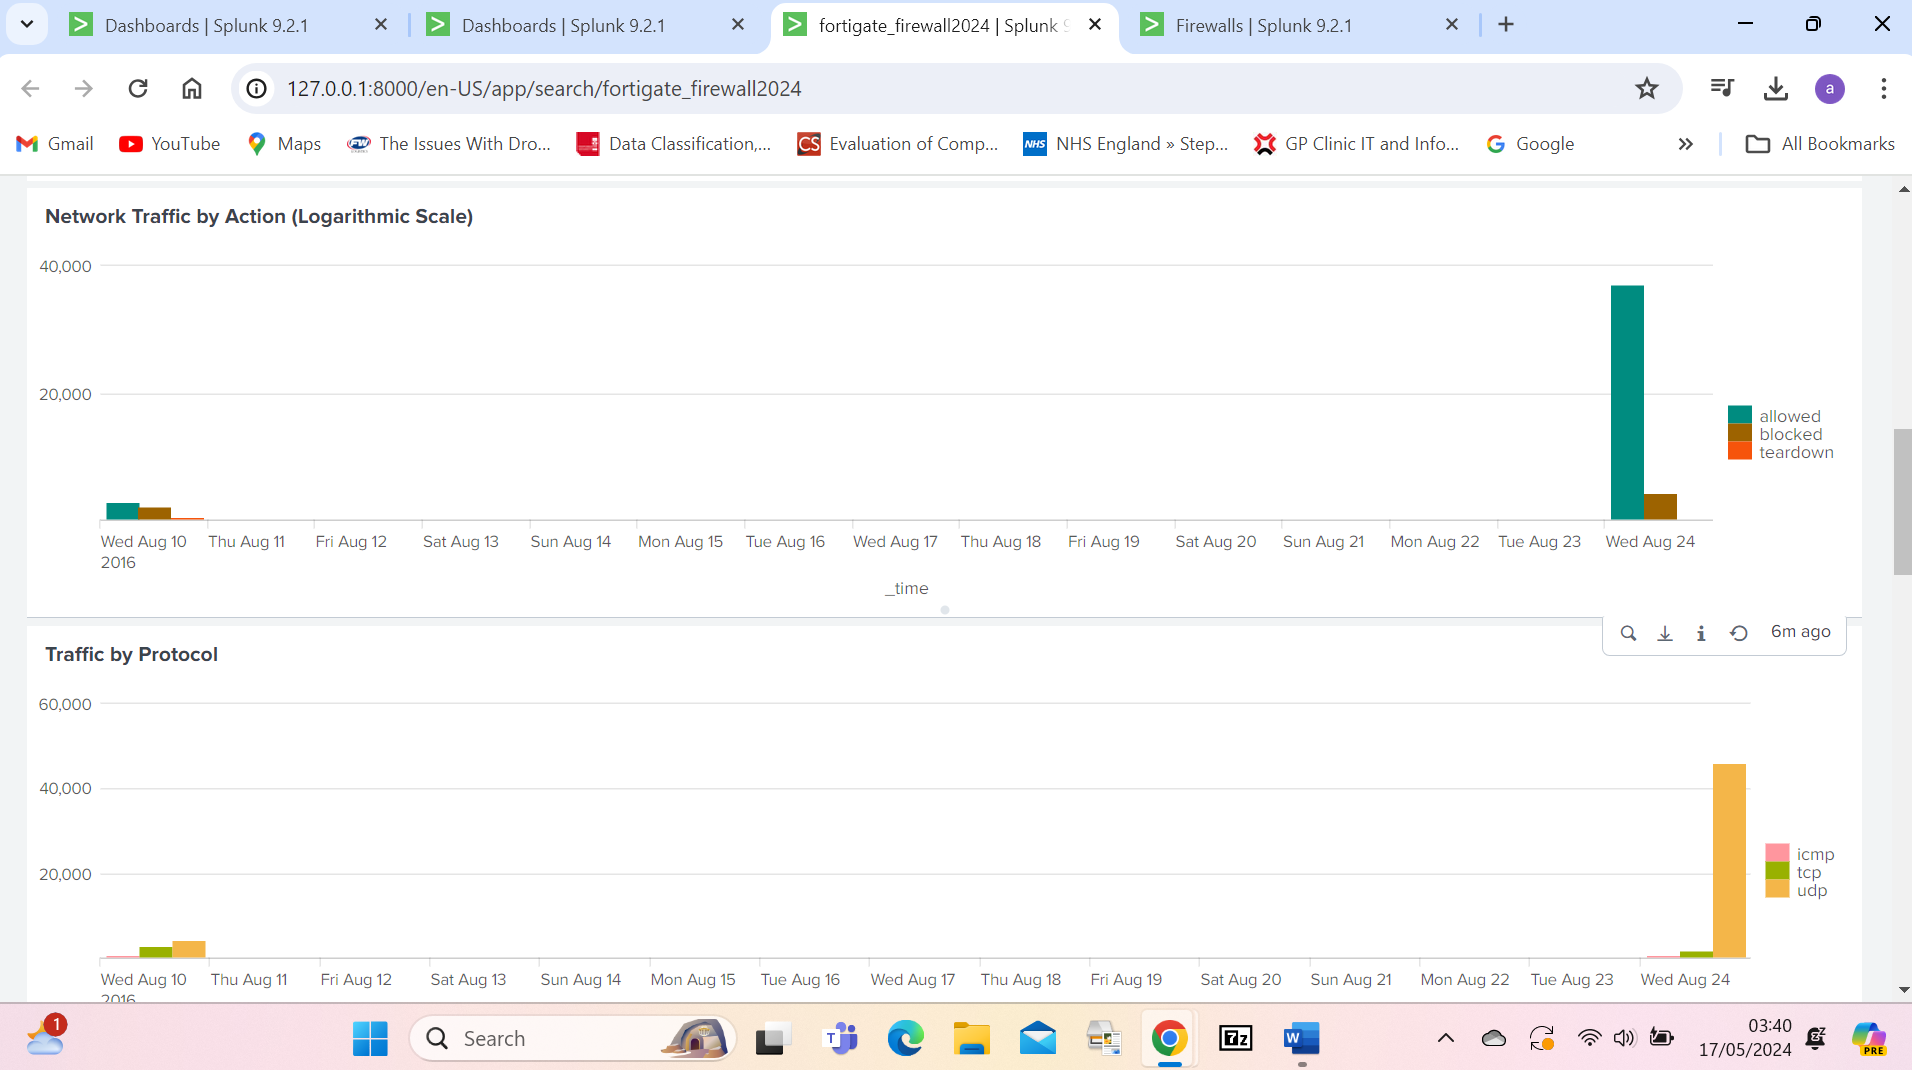 Dashboards | Splunk 9.2.1
Dashboards | Splunk 9.2.1
fortigate_firewall2024 | Splunk 9
Firewalls | Splunk 9.2.1
127.0.0.1:8000/en-US/app/search/fortigate_firewall2024
a
Gmail
YouTube
Maps
The Issues With Dro...
Data Classification,...
CS
Evaluation of Comp...
NHS
NHS England » Step...
GP Clinic IT and Info...
Google
All Bookmarks
Network Traffic by Action (Logarithmic Scale)
40,000
20,000
allowed
blocked
teardown
Wed Aug 10
2016
Thu Aug 11
Fri Aug 12
Sat Aug 13
Sun Aug 14
Mon Aug 15
Tue Aug 16
Wed Aug 17
Thu Aug 18
Fri Aug 19
Sat Aug 20
Sun Aug 21
Mon Aug 22
Tue Aug 23
Wed Aug 24
_time
6m ago
Traffic by Protocol
60,000
40,000
20,000
icmp
tcp
udp
Wed Aug 10
2016
Thu Aug 11
Fri Aug 12
Sat Aug 13
Sun Aug 14
Mon Aug 15
Tue Aug 16
Wed Aug 17
Thu Aug 18
Fri Aug 19
Sat Aug 20
Sun Aug 21
Mon Aug 22
Tue Aug 23
Wed Aug 24
1
Search
T
7z
W
03:40
17/05/2024
PRE